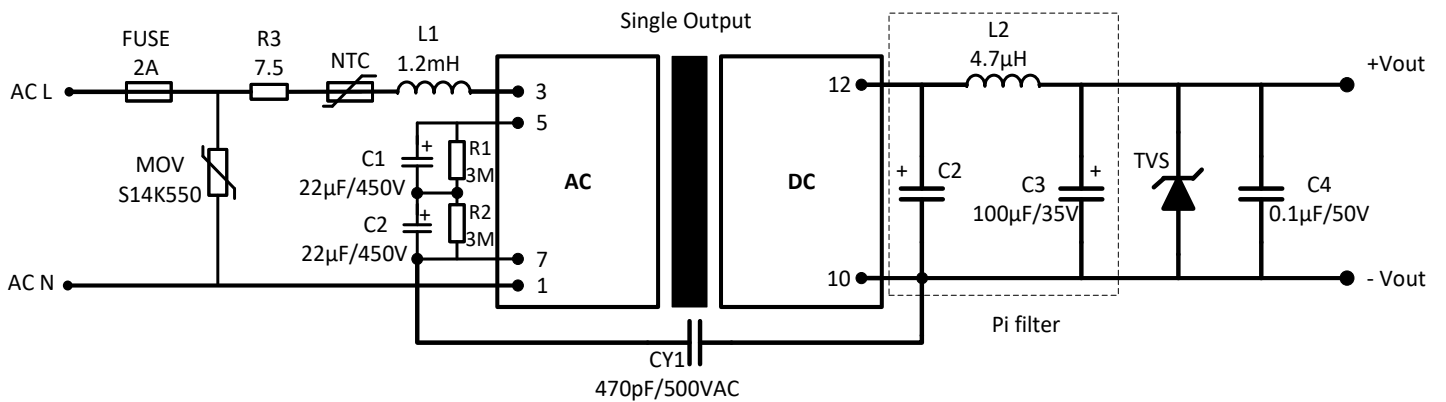 Single Output
FUSE
2A
R3
7.5
NTC
L1
1.2mH
L2
4.7µH
+Vout
AC L
3
12
5
MOV
S14K550
C1
22µF/450V
+
R1
3M
AC
DC
+
C2
C3
100µF/35V
+
TVS
C4
0.1µF/50V
C2
22µF/450V
+
R2
3M
7
AC N
1
10
- Vout
Pi filter
CY1
470pF/500VAC